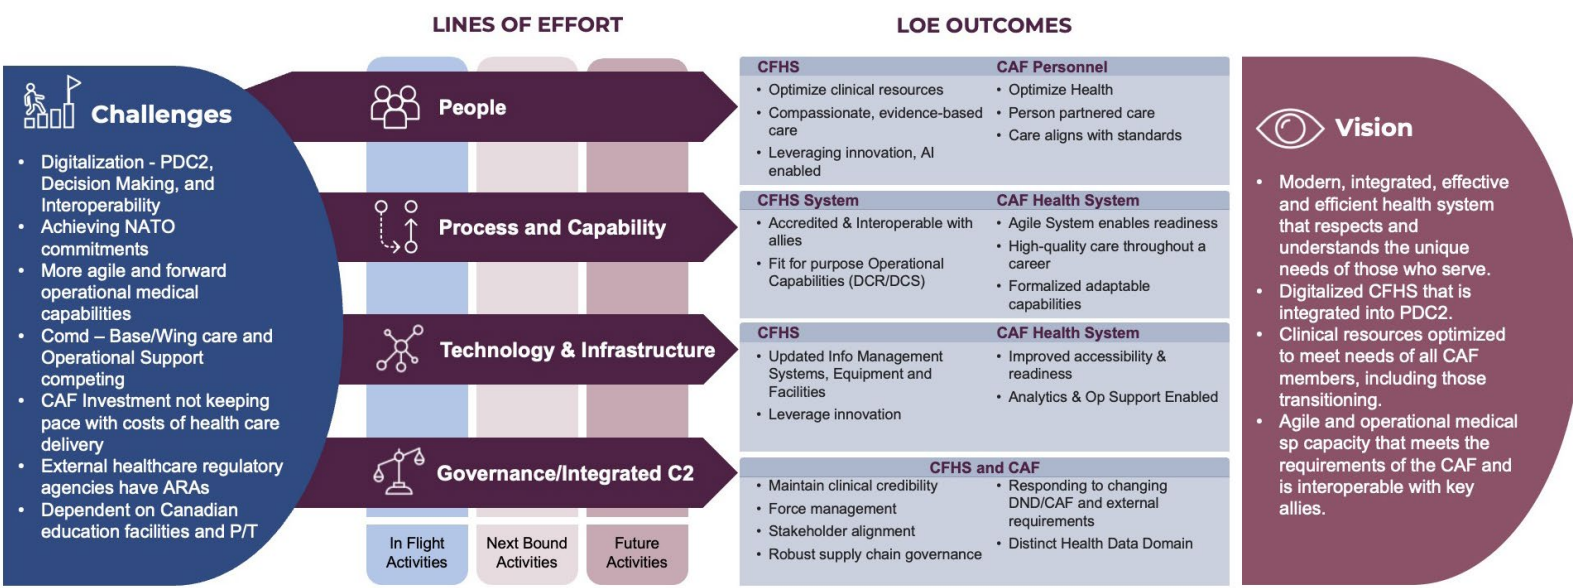 LINES OF EFFORT
LOE OUTCOMES
Challenges
• Digitalization - PDC2,
Decision Making, and
Interoperability
• Achieving NATO
commitments
• More agile and forward
operational medical
capabilities
• Comd – Base/Wing care and
Operational Support
competing
• CAF Investment not keeping
pace with costs of health care
delivery
• External healthcare regulatory
agencies have ARAs
• Dependent on Canadian
education facilities and P/T
People
Process and Capability
Technology & Infrastructure
Governance/Integrated C2
In Flight
Activities
Next Bound
Activities
Future
Activities
CFHS
• Optimize clinical resources
• Compassionate, evidence-based
care
• Leveraging innovation, AI
enabled
CAF Personnel
• Optimize Health
• Person partnered care
• Care aligns with standards
CFHS System
• Accredited & Interoperable with
allies
• Fit for purpose Operational
Capabilities (DCR/DCS)
CAF Health System
• Agile System enables readiness
• High-quality care throughout a
career
• Formalized adaptable
capabilities
CFHS
• Updated Info Management
Systems, Equipment and
Facilities
• Leverage innovation
CAF Health System
• Improved accessibility &
readiness
• Analytics & Op Support Enabled
CFHS and CAF
• Maintain clinical credibility
• Force management
• Stakeholder alignment
• Robust supply chain governance
• Responding to changing
DND/CAF and external
requirements
• Distinct Health Data Domain
Vision
• Modern, integrated, effective
and efficient health system
that respects and
understands the unique
needs of those who serve.
• Digitalized CFHS that is
integrated into PDC2.
• Clinical resources optimized
to meet needs of all CAF
members, including those
transitioning.
• Agile and operational medical
sp capacity that meets the
requirements of the CAF and
is interoperable with key
allies.